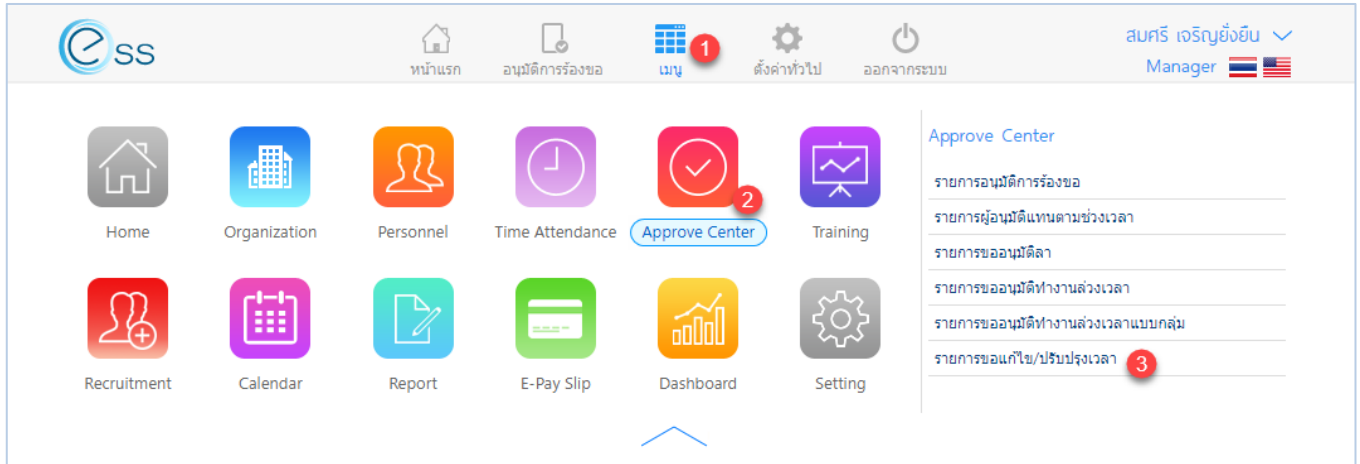 ess
หน้าแรก
อนุมัติการร้องขอ
เมนู
1
ตั้งค่าทั่วไป
ออกจากระบบ
สมศรี เจริญยั่งยืน
Manager
Home
Organization
Personnel
Time Attendance
2
Approve Center
Training
Recruitment
Calendar
Report
E-Pay Slip
Dashboard
Setting
Approve Center
รายการอนุมัติการร้องขอ
รายการผู้อนุมัติแทนตามช่วงเวลา
รายการขออนุมัติลา
รายการขออนุมัติทำงานล่วงเวลา
รายการขออนุมัติทำงานล่วงเวลาแบบกลุ่ม
รายการขอแก้ไข/ปรับปรุงเวลา 3